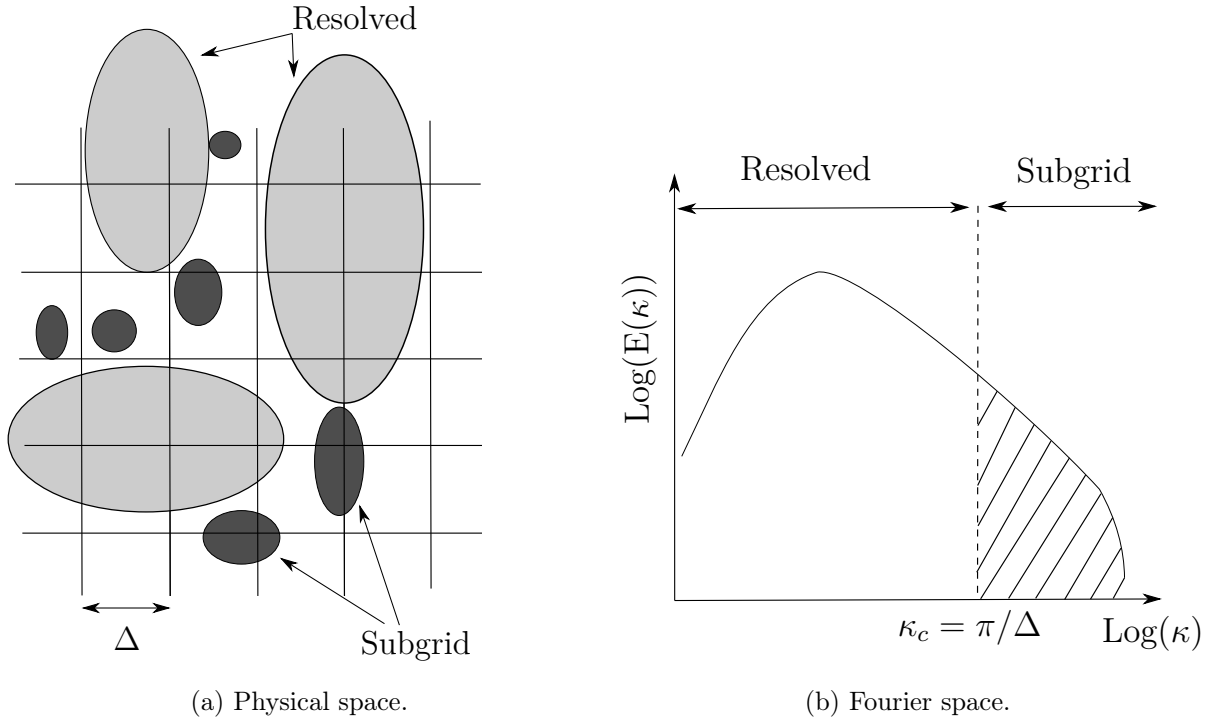 Resolved
Δ
Subgrid
(a) Physical space.
Resolved
Subgrid
Log(E(κ))
κ_c = π/Δ
Log(κ)
(b) Fourier space.